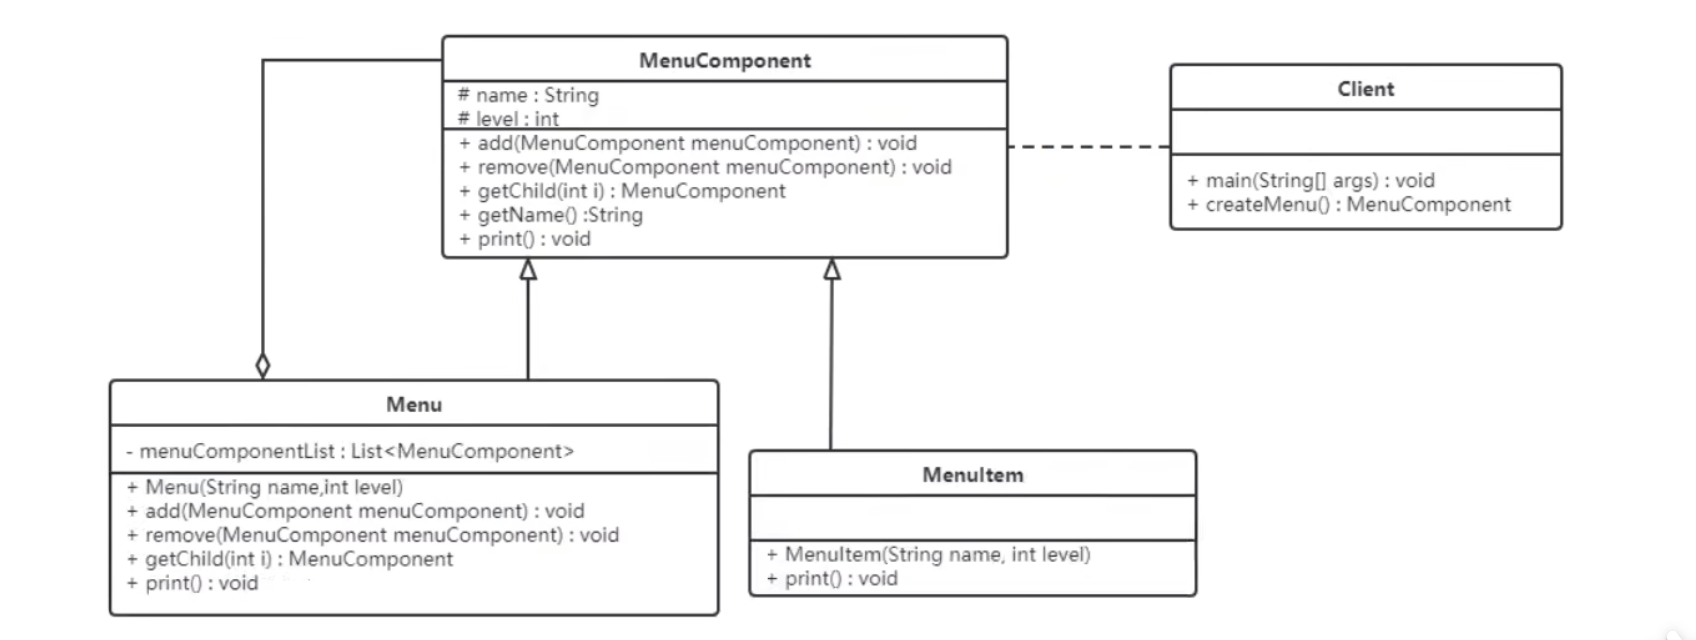 MenuComponent
# name : String
# level : int
+ add(MenuComponent menuComponent) : void
+ remove(MenuComponent menuComponent) : void
+ getChild(int i) : MenuComponent
+ getName() :String
+ print() : void
Client
+ main(String[] args) : void
+ createMenu() : MenuComponent
Menu
- menuComponentList : List<MenuComponent>
+ Menu(String name,int level)
+ add(MenuComponent menuComponent) : void
+ remove(MenuComponent menuComponent) : void
+ getChild(int i) : MenuComponent
+ print() : void
MenuItem
+ MenuItem(String name, int level)
+ print() : void